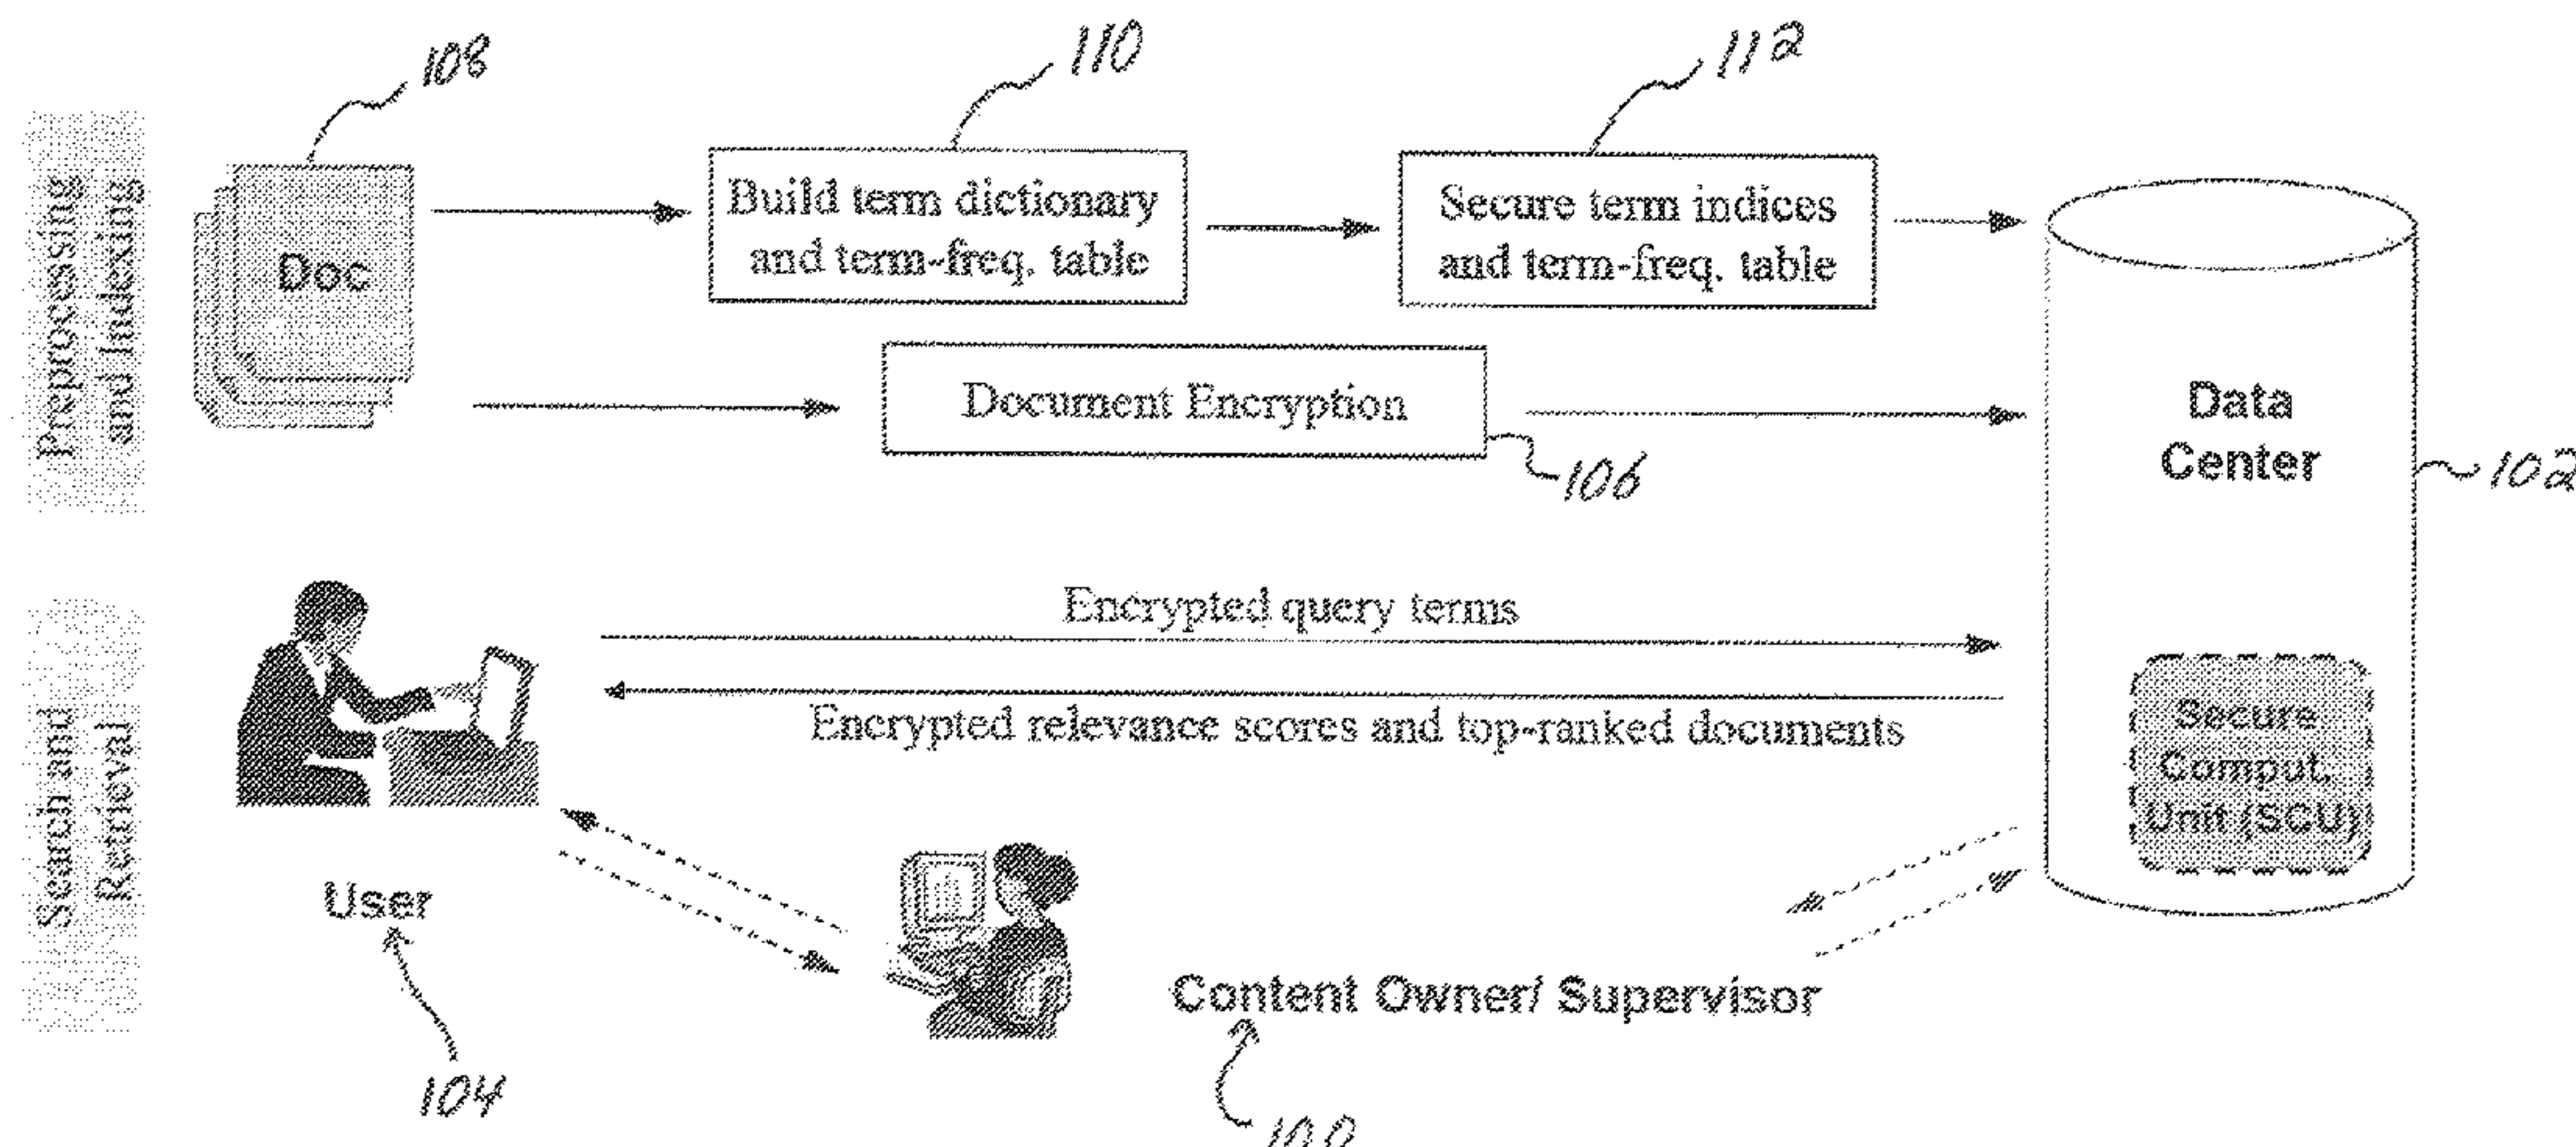 108
110
112
Preprocessing
and Indexing
Doc
Build term dictionary
and term-freq. table
Secure term indices
and term-freq. table
Document Encryption
106
Data
Center
102
Search and
Retrieval
Encrypted query terms
Encrypted relevance scores and top-ranked documents
Secure
Comput.
Unit (SCU)
User
Content Owner/ Supervisor
104
100